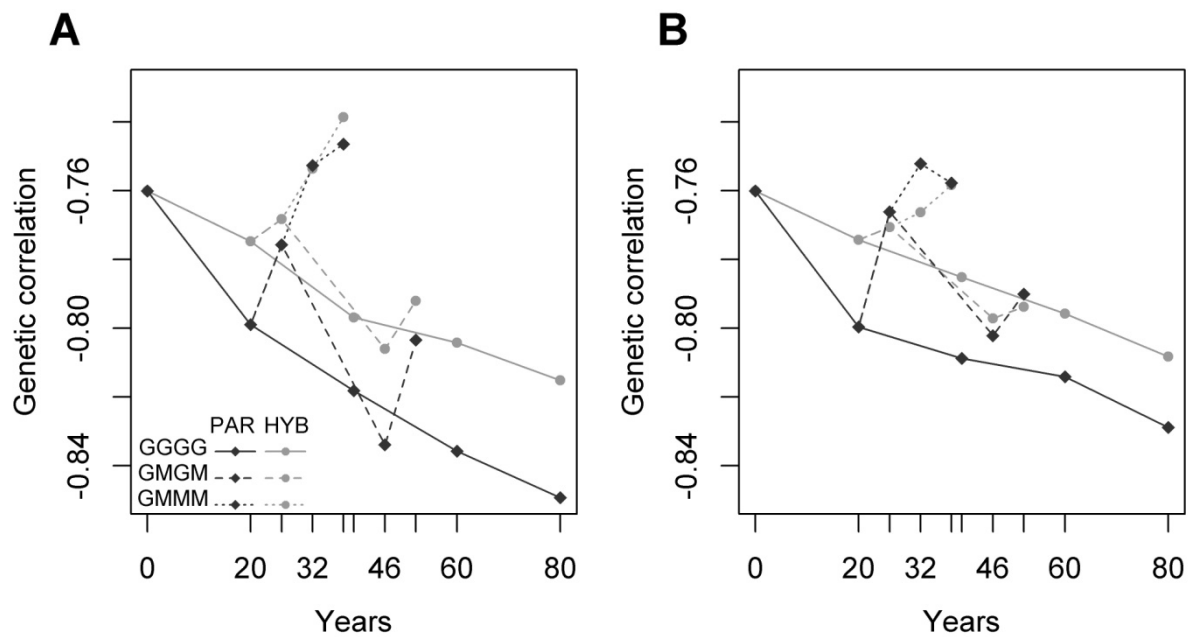 A
Genetic correlation
-0.76
-0.80
-0.84
PAR HYB
GGGG
GMGM
GMMM
0 20 32 46 60 80
Years
B
Genetic correlation
-0.76
-0.80
-0.84
0 20 32 46 60 80
Years